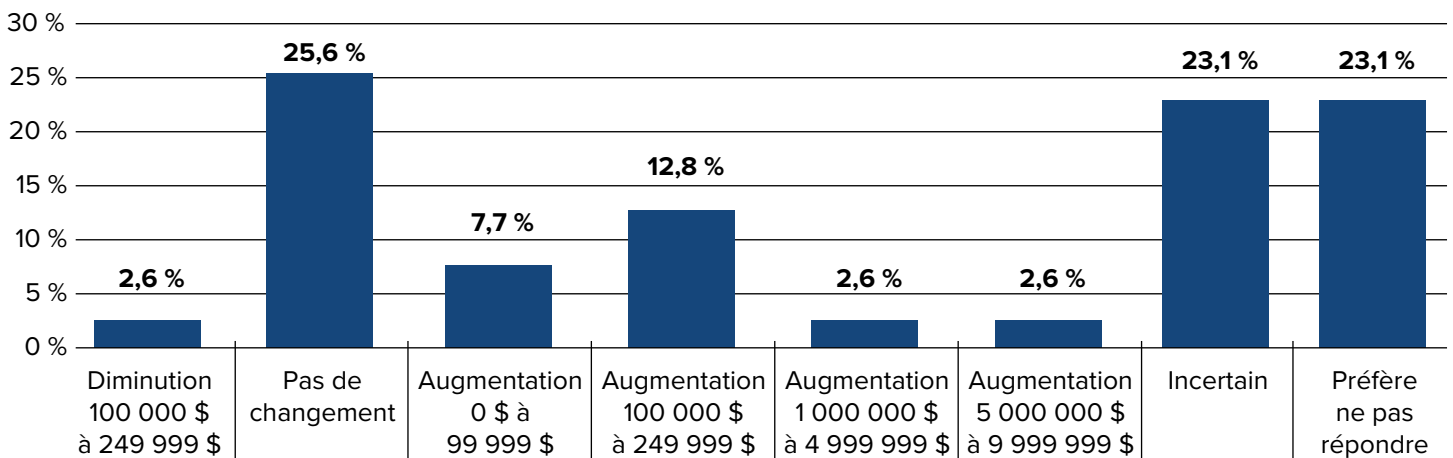 30 %
25 %
20 %
15 %
10 %
5 %
0 %
2,6 %
25,6 %
7,7 %
12,8 %
2,6 %
2,6 %
23,1 %
23,1 %
Diminution
100 000 $
à 249 999 $
Pas de
changement
Augmentation
0 $ à
99 999 $
Augmentation
100 000 $
à 249 999 $
Augmentation
1 000 000 $
à 4 999 999 $
Augmentation
5 000 000 $
à 9 999 999 $
Incertain
Préfère
ne pas
répondre